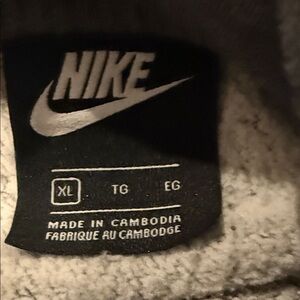 NIKE
XL TG EG
MADE IN CAMBODIA
FABRIQUE AU CAMBODGE